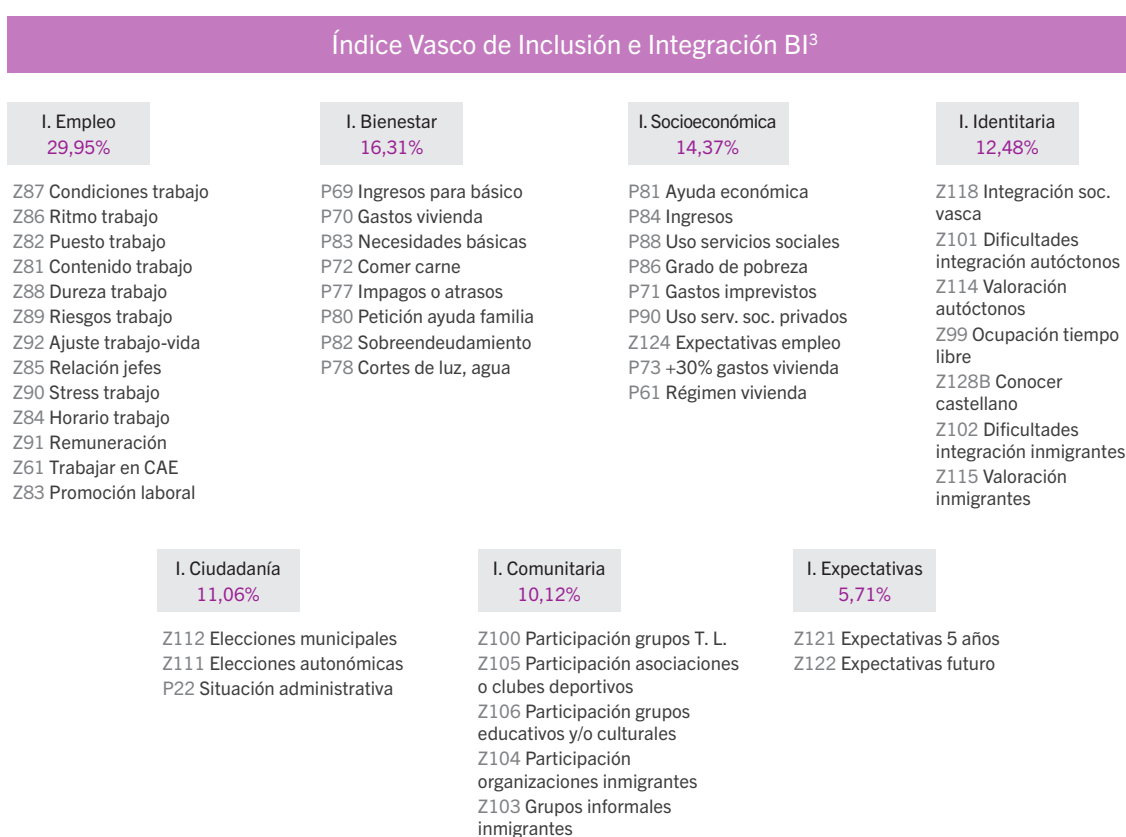 Índice Vasco de Inclusión e Integración BI³
I. Empleo
29,95%
Z87 Condiciones trabajo
Z86 Ritmo trabajo
Z82 Puesto trabajo
Z81 Contenido trabajo
Z88 Dureza trabajo
Z89 Riesgos trabajo
Z92 Ajuste trabajo-vida
Z85 Relación jefes
Z90 Stress trabajo
Z84 Horario trabajo
Z91 Remuneración
Z61 Trabajar en CAE
Z83 Promoción laboral
I. Bienestar
16,31%
P69 Ingresos para básico
P70 Gastos vivienda
P83 Necesidades básicas
P72 Comer carne
P77 Impagos o atrasos
P80 Petición ayuda familia
P82 Sobreendeudamiento
P78 Cortes de luz, agua
I. Socioeconómica
14,37%
P81 Ayuda económica
P84 Ingresos
P88 Uso servicios sociales
P86 Grado de pobreza
P71 Gastos imprevistos
P90 Uso serv. soc. privados
Z124 Expectativas empleo
P73 +30% gastos vivienda
P61 Régimen vivienda
I. Identitaria
12,48%
Z118 Integración soc.
vasca
Z101 Dificultades
integración autóctonos
Z114 Valoración
autóctonos
Z99 Ocupación tiempo
libre
Z128B Conocer
castellano
Z102 Dificultades
integración inmigrantes
Z115 Valoración
inmigrantes
I. Ciudadanía
11,06%
Z112 Elecciones municipales
Z111 Elecciones autonómicas
P22 Situación administrativa
I. Comunitaria
10,12%
Z100 Participación grupos T. L.
Z105 Participación asociaciones
o clubes deportivos
Z106 Participación grupos
educativos y/o culturales
Z104 Participación
organizaciones inmigrantes
Z103 Grupos informales
inmigrantes
I. Expectativas
5,71%
Z121 Expectativas 5 años
Z122 Expectativas futuro